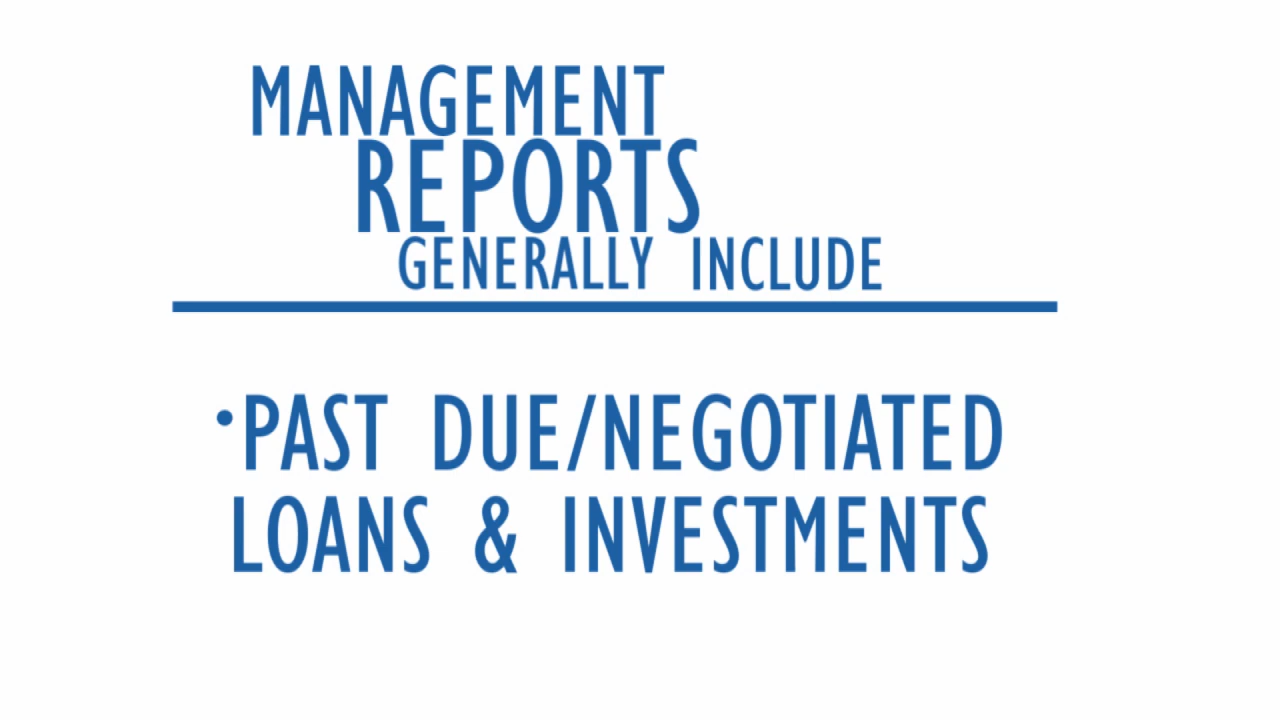 MANAGEMENT
REPORTS
GENERALLY INCLUDE
•PAST DUE/NEGOTIATED
LOANS & INVESTMENTS